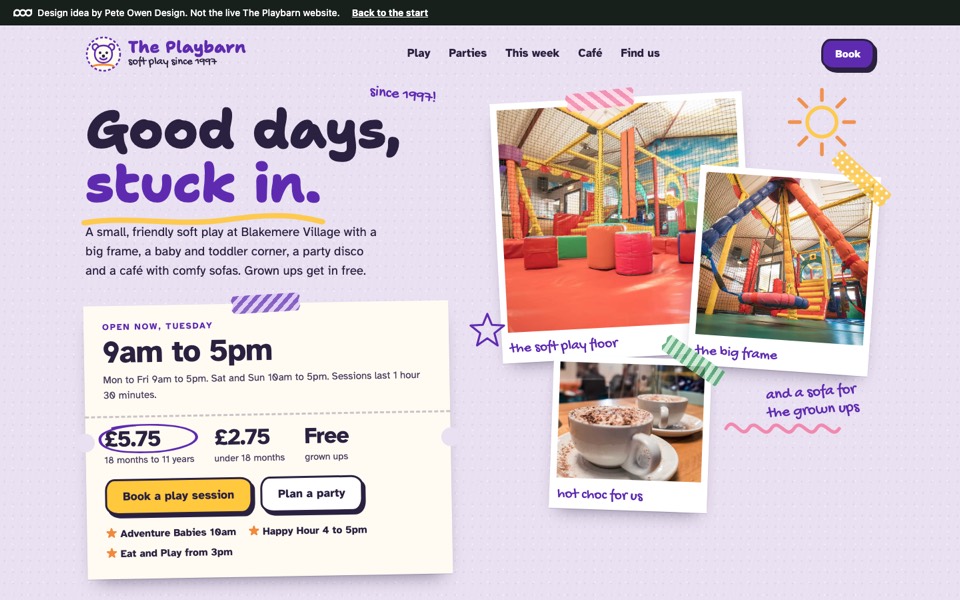 Design idea by Pete Owen Design. Not the live The Playbarn website. Back to the start
The Playbarn
soft play since 1997
Play Parties This week Café Find us
Book
since 1997!
Good days,
stuck in.
A small, friendly soft play at Blakemere Village with a
big frame, a baby and toddler corner, a party disco
and a café with comfy sofas. Grown ups get in free.
OPEN NOW, TUESDAY
9am to 5pm
Mon to Fri 9am to 5pm. Sat and Sun 10am to 5pm. Sessions last 1 hour
30 minutes.
£5.75
18 months to 11 years
£2.75
under 18 months
Free
grown ups
Book a play session
Plan a party
Adventure Babies 10am
Happy Hour 4 to 5pm
Eat and Play from 3pm
the soft play floor
the big frame
hot choc for us
and a sofa for
the grown ups